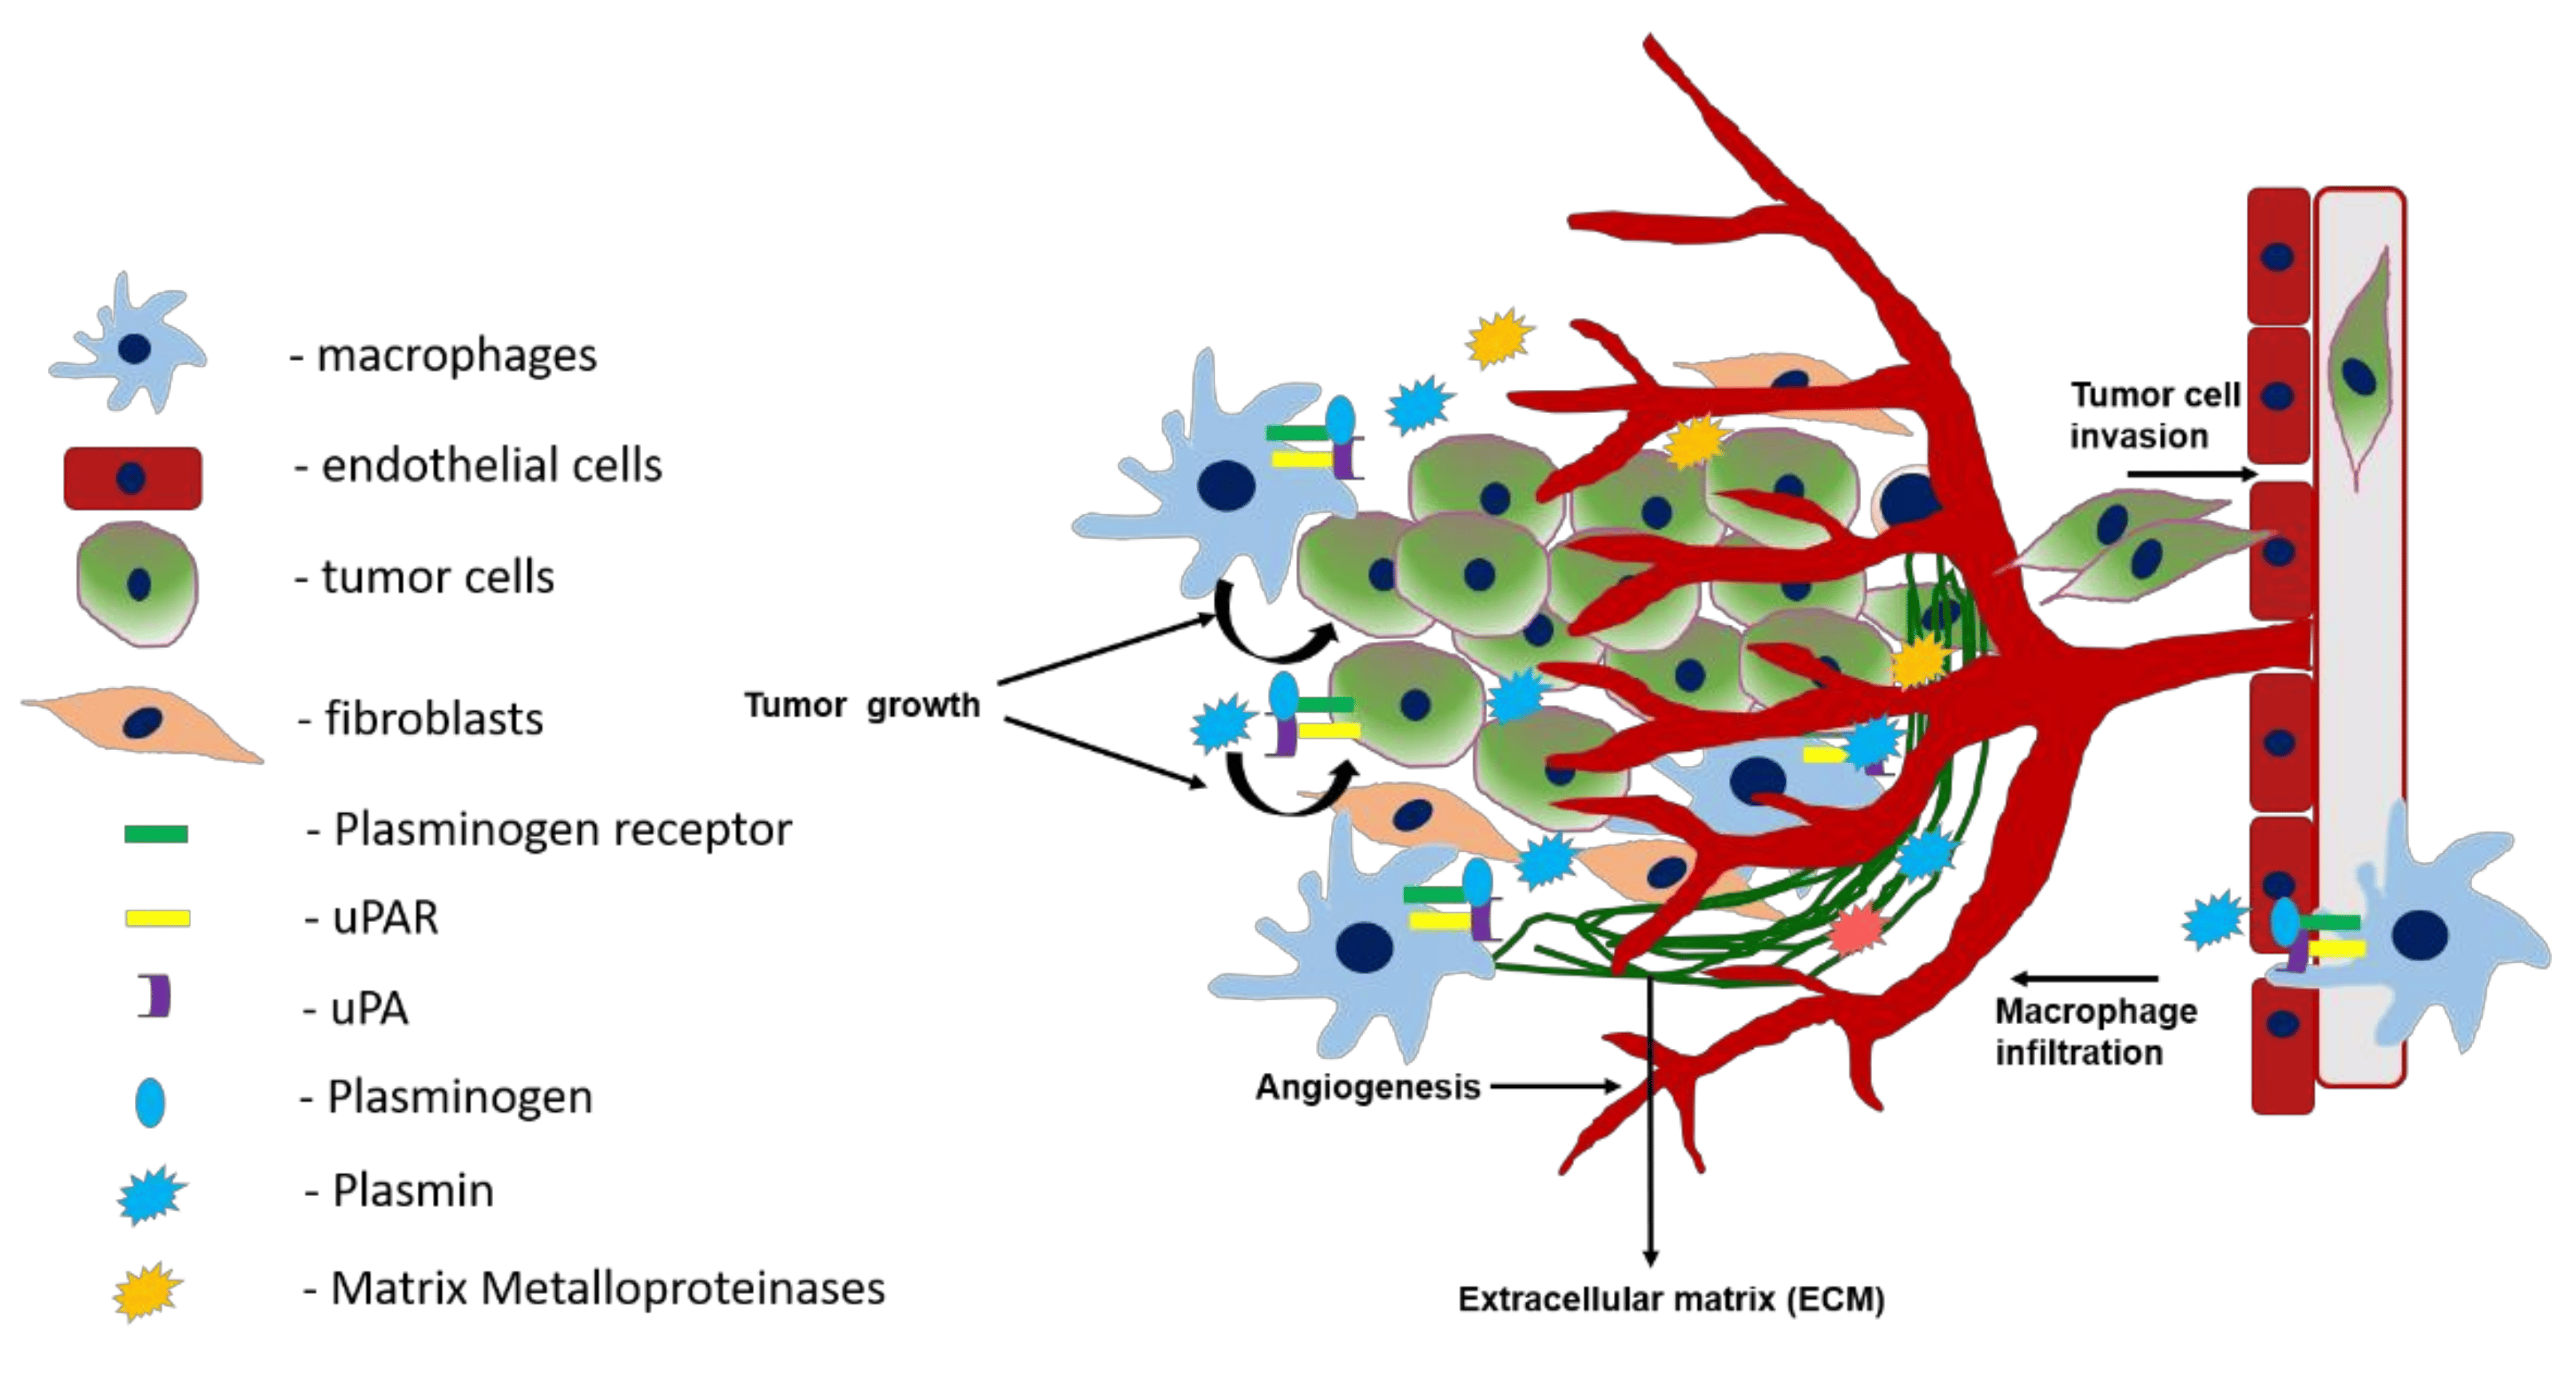 - macrophages
- endothelial cells
- tumor cells
- fibroblasts
- Plasminogen receptor
- uPAR
- uPA
- Plasminogen
- Plasmin
- Matrix Metalloproteinases
Tumor growth
Angiogenesis
Extracellular matrix (ECM)
Tumor cell
invasion
Macrophage
infiltration